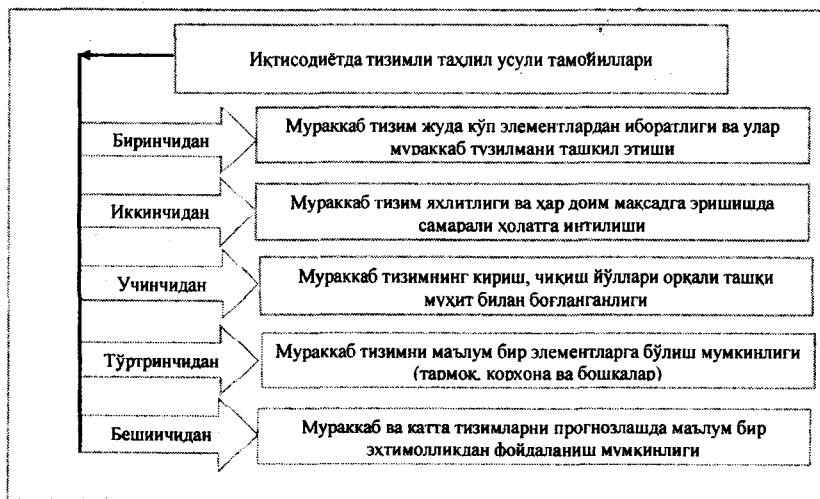 Иқтисодиётда тизимли таҳлил усули тамойиллари
Биринчидан
Мураккаб тизим жуда кўп элементлардан иборатлиги ва улар
мураккаб тузилмани ташкил этиши
Иккинчидан
Мураккаб тизим яхлитлиги ва ҳар доим мақсадга эришишда
самарали ҳолатга интилиши
Учинчидан
Мураккаб тизимнинг кириш, чиқиш йўллари орқали ташқи
муҳит билан боғланганлиги
Тўртринчидан
Мураккаб тизимни маълум бир элементларга бўлиш мумкинлиги
(тармоқ, корхона ва бошқалар)
Бешинчидан
Мураккаб ва катта тизимларни прогнозлашда маълум бир
эҳтимолликдан фойдаланиш мумкинлиги